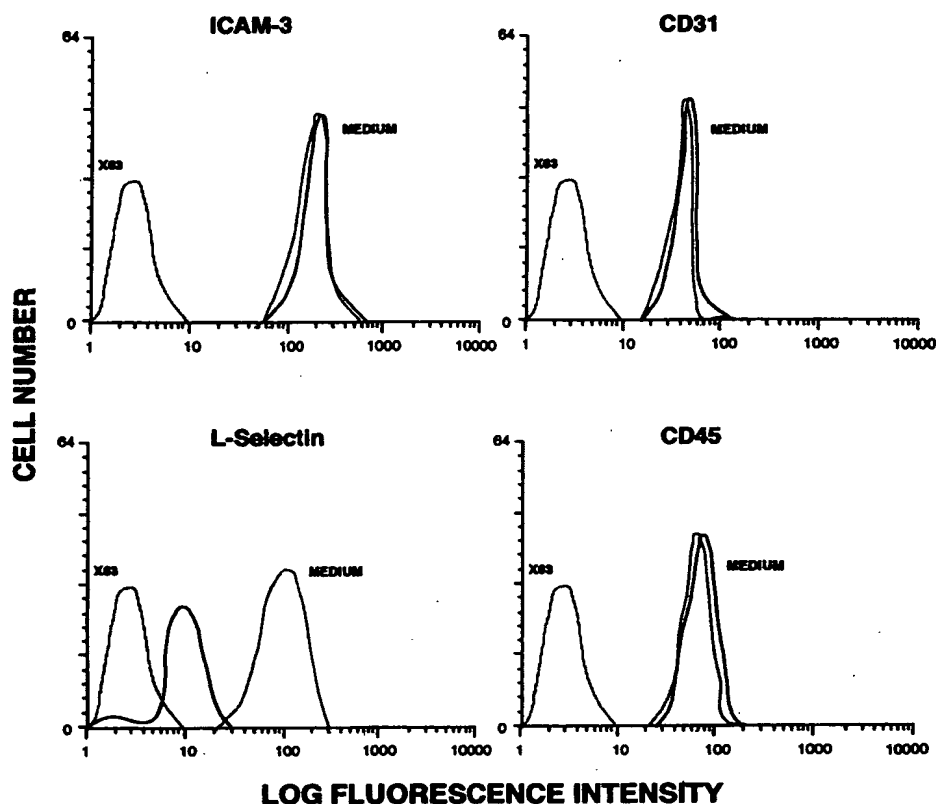 ICAM-3
CD31
64
64
MEDIUM
MEDIUM
X63
X63
0
0
1 10 100 1000 10000
1 10 100 1000 10000
CELL NUMBER
L-Selectin
CD45
64
64
X63
MEDIUM
X63
MEDIUM
0
0
1 10 100 1000 10000
1 10 100 1000 10000
LOG FLUORESCENCE INTENSITY